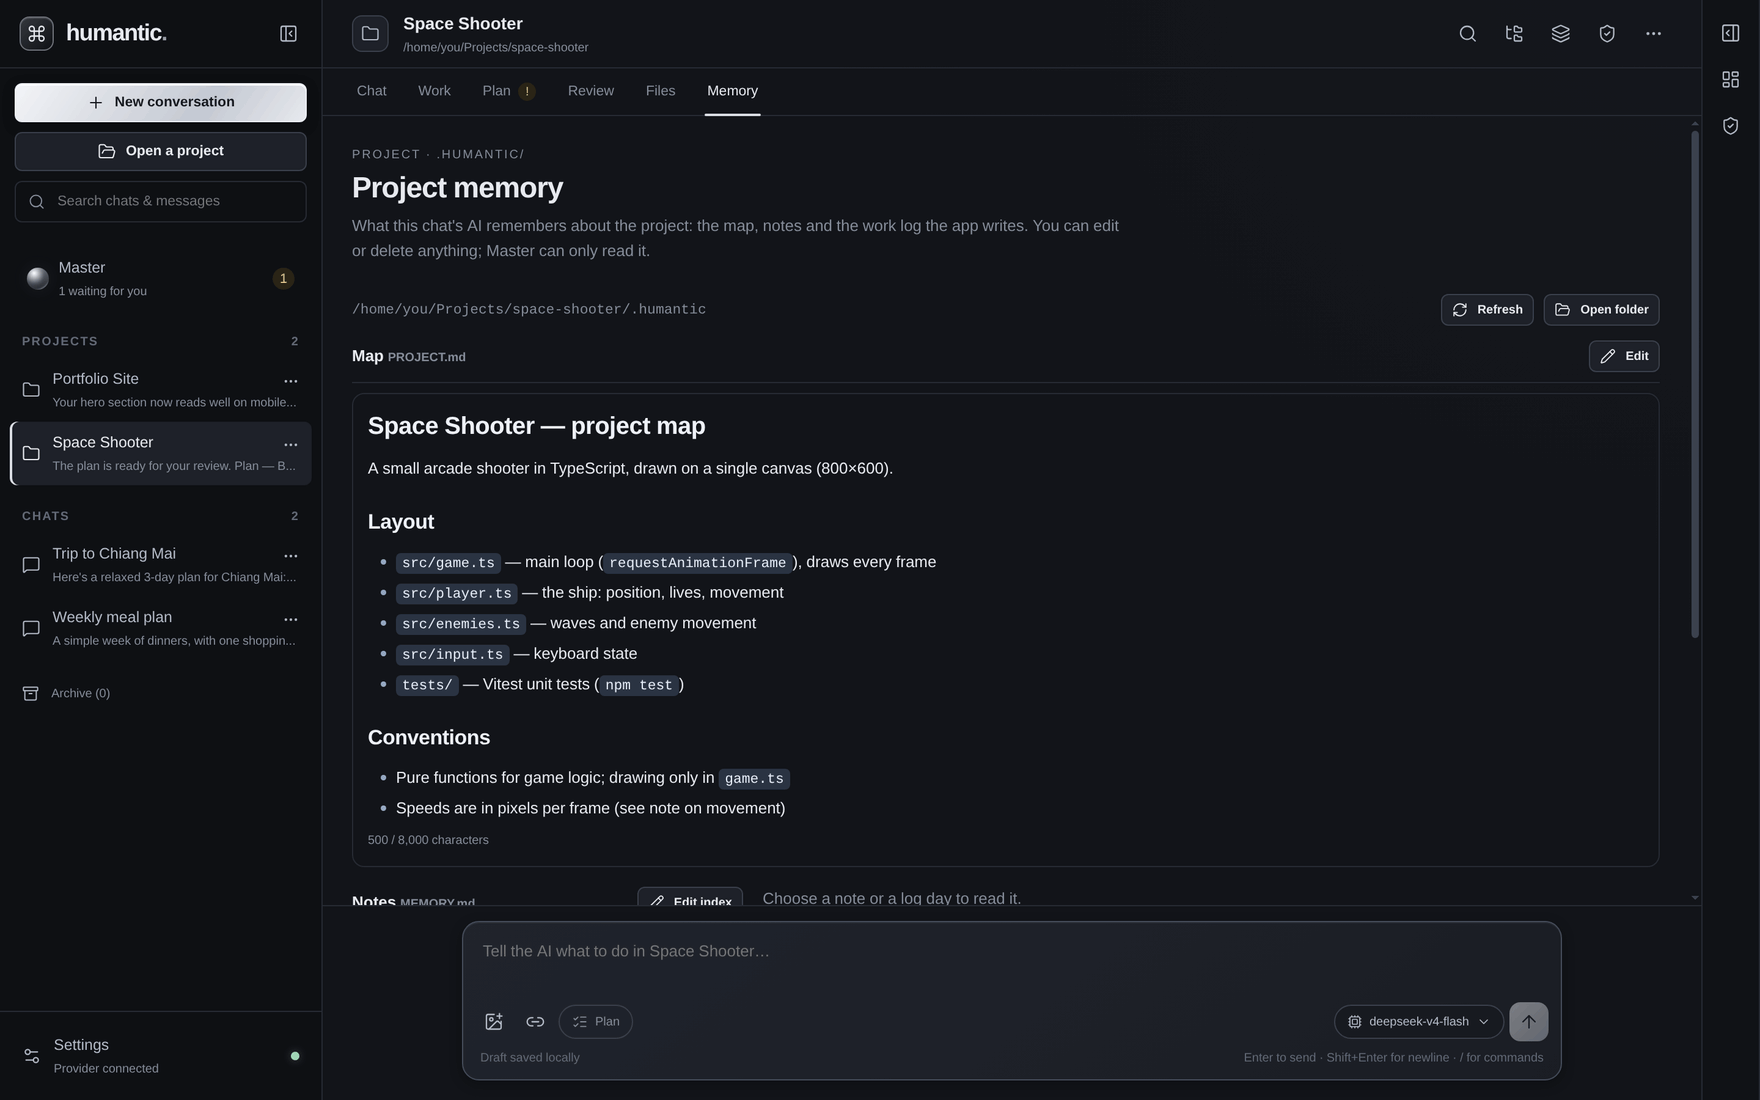 humantic.
New conversation
Open a project
Search chats & messages
Master
1 waiting for you
1
PROJECTS 2
Portfolio Site
Your hero section now reads well on mobile...
Space Shooter
The plan is ready for your review. Plan — B...
CHATS 2
Trip to Chiang Mai
Here's a relaxed 3-day plan for Chiang Mai:...
Weekly meal plan
A simple week of dinners, with one shoppin...
Archive (0)
Settings
Provider connected
Space Shooter
/home/you/Projects/space-shooter
Chat Work Plan ! Review Files Memory
PROJECT · .HUMANTIC/
Project memory
What this chat's AI remembers about the project: the map, notes and the work log the app writes. You can edit
or delete anything; Master can only read it.
/home/you/Projects/space-shooter/.humantic
Refresh
Open folder
Map PROJECT.md
Edit
Space Shooter — project map
A small arcade shooter in TypeScript, drawn on a single canvas (800×600).
Layout
• src/game.ts — main loop (requestAnimationFrame), draws every frame
• src/player.ts — the ship: position, lives, movement
• src/enemies.ts — waves and enemy movement
• src/input.ts — keyboard state
• tests/ — Vitest unit tests (npm test)
Conventions
• Pure functions for game logic; drawing only in game.ts
• Speeds are in pixels per frame (see note on movement)
500 / 8,000 characters
Notes MEMORY.md
Edit index
Choose a note or a log day to read it.
Tell the AI what to do in Space Shooter…
Plan
deepseek-v4-flash
Draft saved locally
Enter to send · Shift+Enter for newline · / for commands